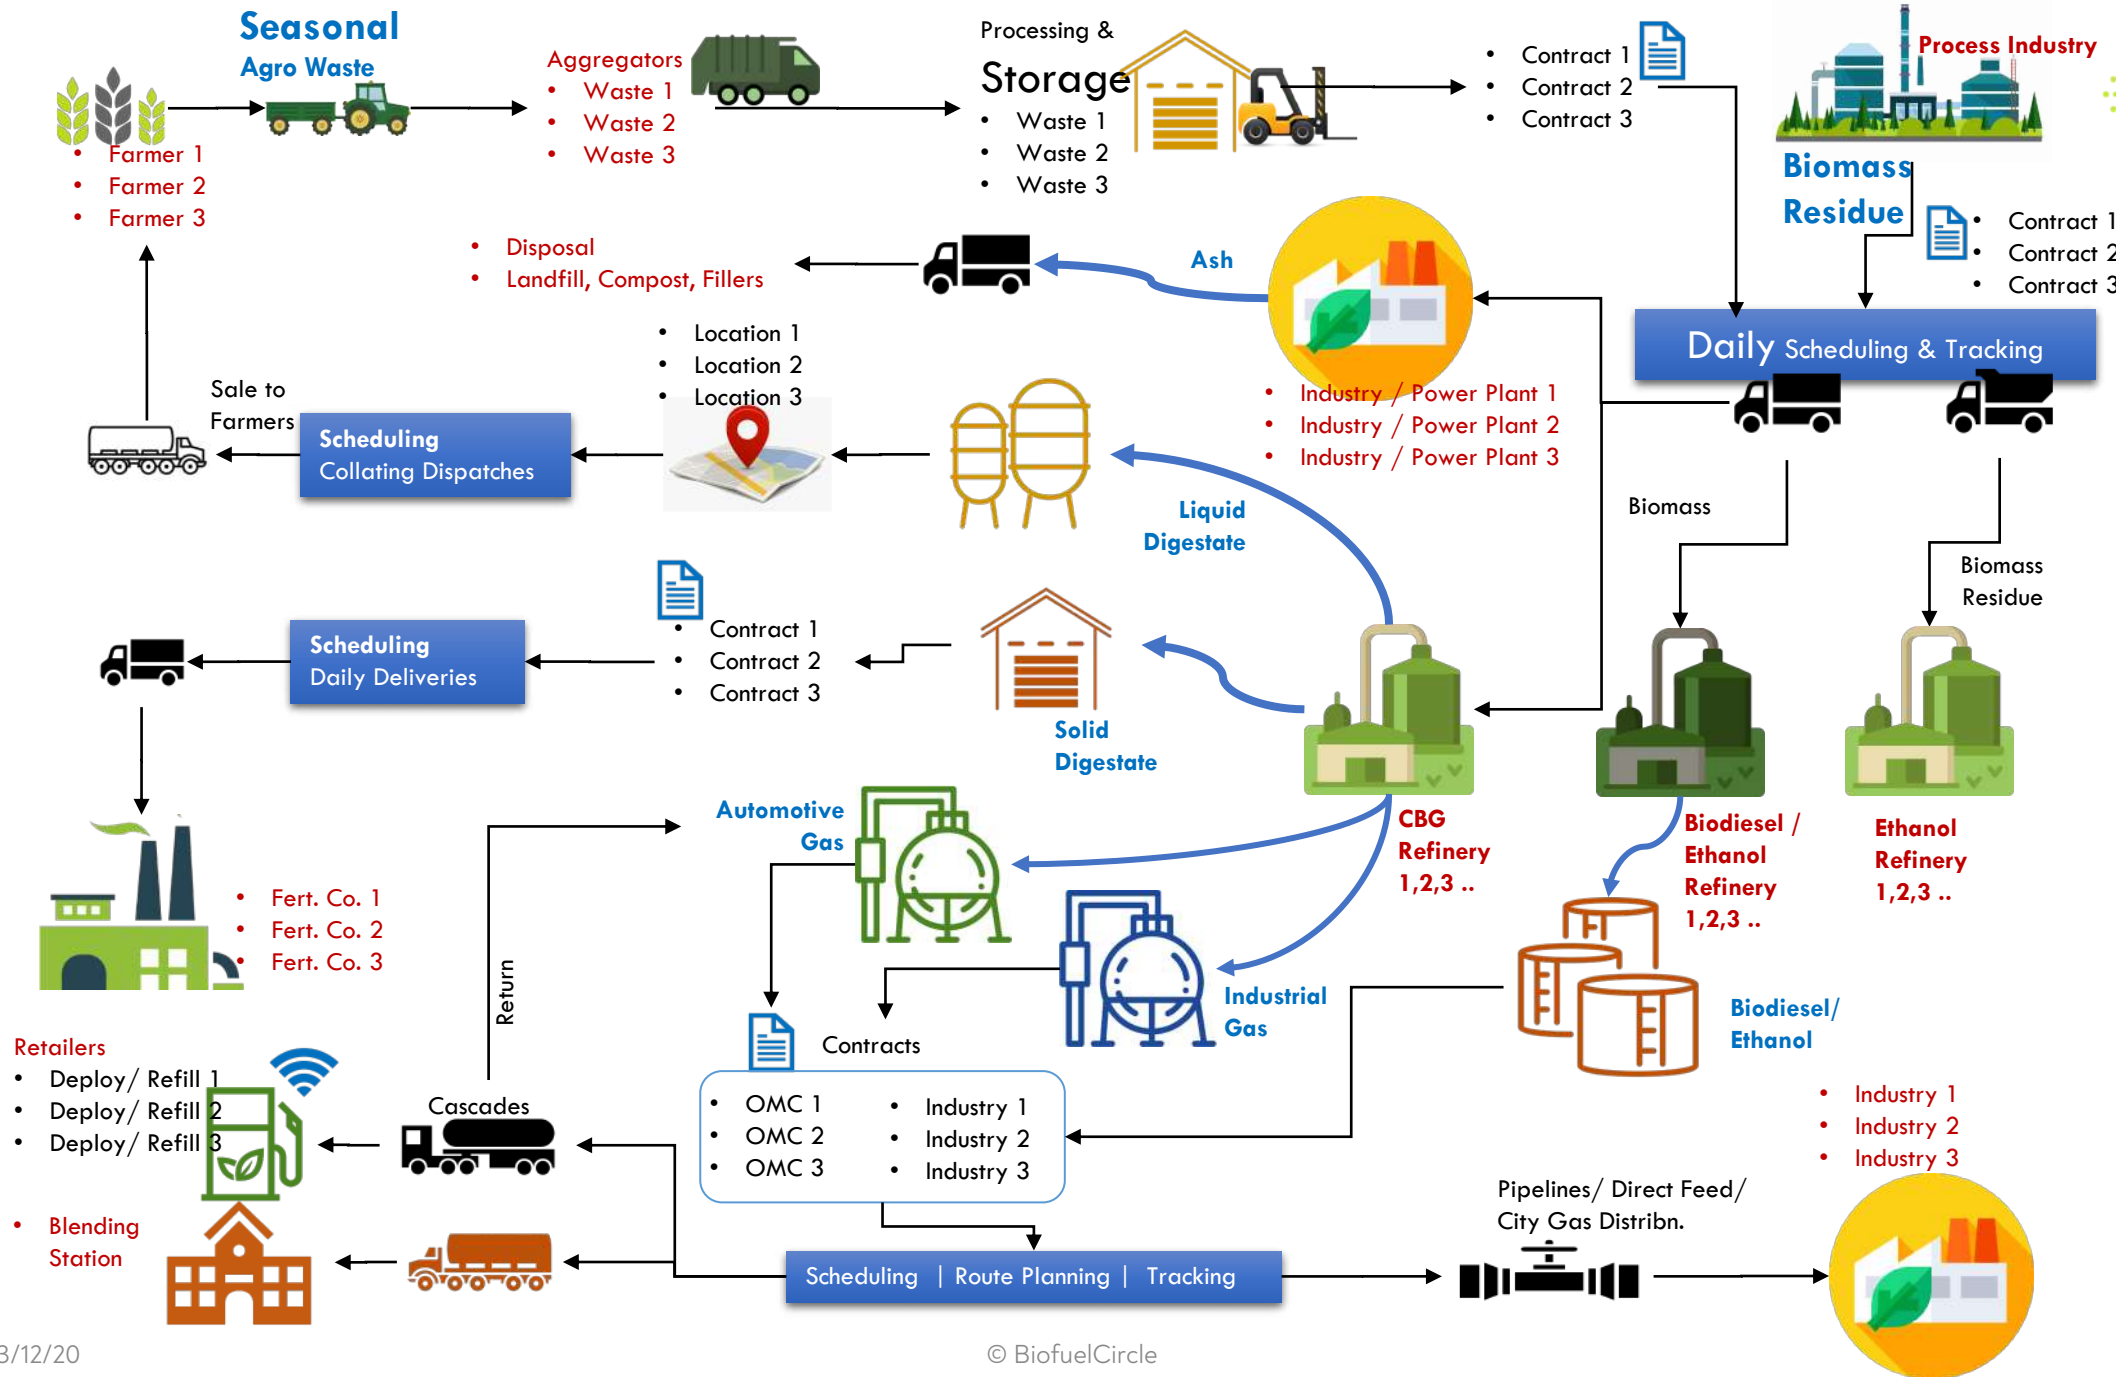 Seasonal
Agro Waste
Aggregators
• Waste 1
• Waste 2
• Waste 3
Processing &
Storage
• Waste 1
• Waste 2
• Waste 3
• Contract 1
• Contract 2
• Contract 3
Process Industry
Biomass
Residue
• Contract 1
• Contract 2
• Contract 3
• Farmer 1
• Farmer 2
• Farmer 3
• Disposal
• Landfill, Compost, Fillers
Ash
Daily Scheduling & Tracking
• Location 1
• Location 2
• Location 3
• Industry / Power Plant 1
• Industry / Power Plant 2
• Industry / Power Plant 3
Sale to
Farmers
Scheduling
Collating Dispatches
Liquid
Digestate
Biomass
Biomass
Residue
• Contract 1
• Contract 2
• Contract 3
Scheduling
Daily Deliveries
Solid
Digestate
Automotive
Gas
CBG
Refinery
1,2,3 ..
Biodiesel /
Ethanol
Refinery
1,2,3 ..
Ethanol
Refinery
1,2,3 ..
• Fert. Co. 1
• Fert. Co. 2
• Fert. Co. 3
Return
Industrial
Gas
Biodiesel/
Ethanol
Contracts
Retailers
• Deploy/ Refill 1
• Deploy/ Refill 2
• Deploy/ Refill 3
Cascades
• OMC 1
• OMC 2
• OMC 3
• Industry 1
• Industry 2
• Industry 3
• Industry 1
• Industry 2
• Industry 3
Pipelines/ Direct Feed/
City Gas Distribn.
• Blending
Station
Scheduling | Route Planning | Tracking
3/12/20
© BiofuelCircle